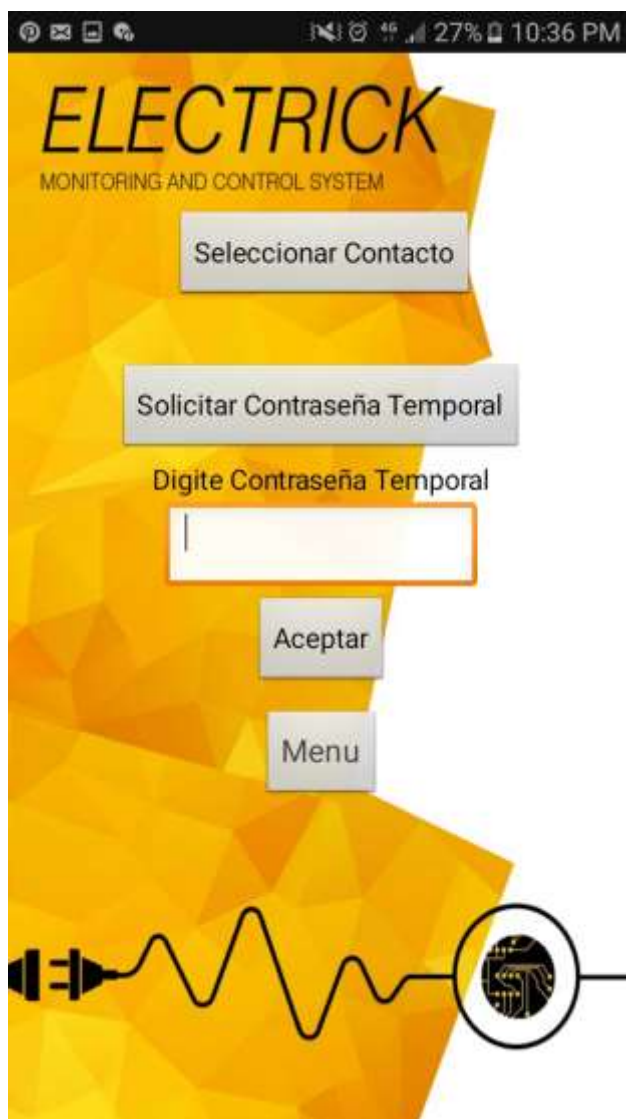 4G 27% 10:36 PM
ELECTRICK
MONITORING AND CONTROL SYSTEM
Seleccionar Contacto
Solicitar Contraseña Temporal
Digite Contraseña Temporal
Aceptar
Menu